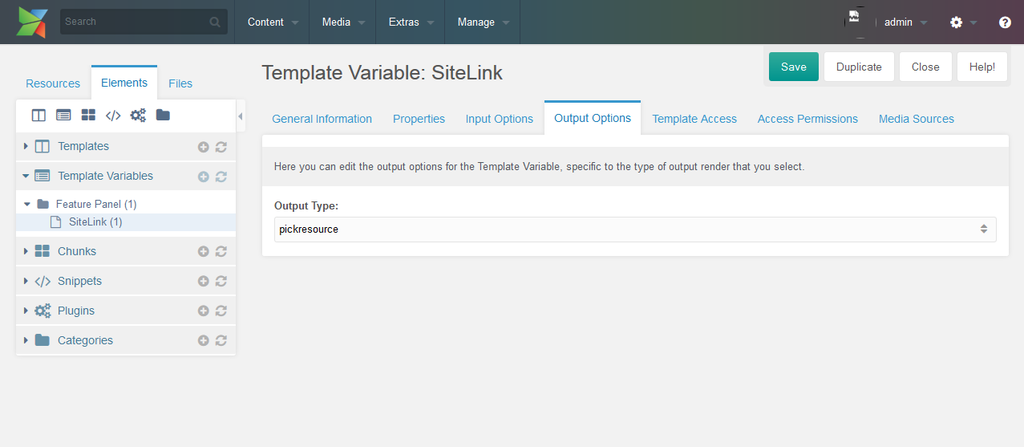 Search
Content
Media
Extras
Manage
admin
Resources
Elements
Files
Templates
Template Variables
Feature Panel (1)
SiteLink (1)
Chunks
Snippets
Plugins
Categories
Template Variable: SiteLink
Save
Duplicate
Close
Help!
General Information
Properties
Input Options
Output Options
Template Access
Access Permissions
Media Sources
Here you can edit the output options for the Template Variable, specific to the type of output render that you select.
Output Type:
pickresource